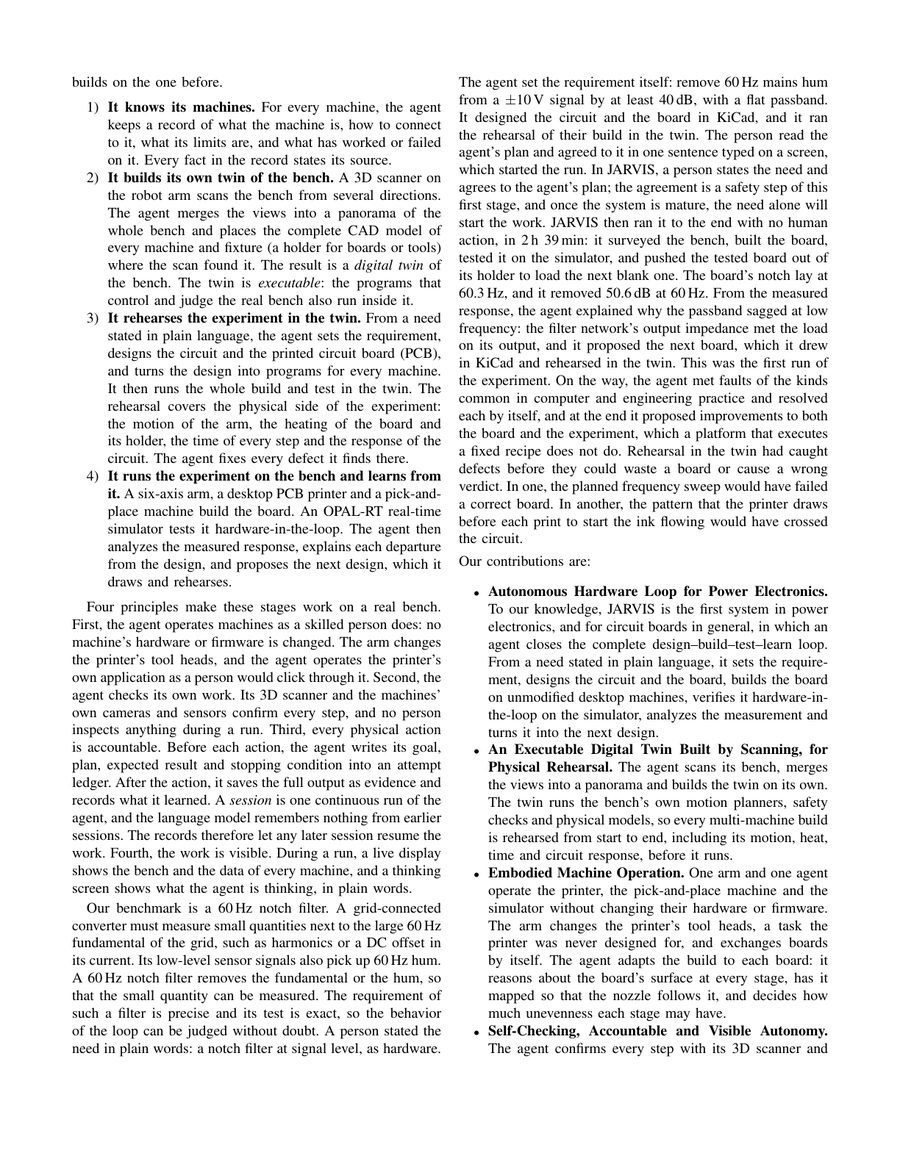 builds on the one before.
1) It knows its machines. For every machine, the agent
keeps a record of what the machine is, how to connect
to it, what its limits are, and what has worked or failed
on it. Every fact in the record states its source.
2) It builds its own twin of the bench. A 3D scanner on
the robot arm scans the bench from several directions.
The agent merges the views into a panorama of the
whole bench and places the complete CAD model of
every machine and fixture (a holder for boards or tools)
where the scan found it. The result is a digital twin of
the bench. The twin is executable: the programs that
control and judge the real bench also run inside it.
3) It rehearses the experiment in the twin. From a need
stated in plain language, the agent sets the requirement,
designs the circuit and the printed circuit board (PCB),
and turns the design into programs for every machine.
It then runs the whole build and test in the twin. The
rehearsal covers the physical side of the experiment:
the motion of the arm, the heating of the board and
its holder, the time of every step and the response of the
circuit. The agent fixes every defect it finds there.
4) It runs the experiment on the bench and learns from
it. A six-axis arm, a desktop PCB printer and a pick-and-
place machine build the board. An OPAL-RT real-time
simulator tests it hardware-in-the-loop. The agent then
analyzes the measured response, explains each departure
from the design, and proposes the next design, which it
draws and rehearses.
Four principles make these stages work on a real bench.
First, the agent operates machines as a skilled person does: no
machine's hardware or firmware is changed. The arm changes
the printer's tool heads, and the agent operates the printer's
own application as a person would click through it. Second, the
agent checks its own work. Its 3D scanner and the machines'
own cameras and sensors confirm every step, and no person
inspects anything during a run. Third, every physical action
is accountable. Before each action, the agent writes its goal,
plan, expected result and stopping condition into an attempt
ledger. After the action, it saves the full output as evidence and
records what it learned. A session is one continuous run of the
agent, and the language model remembers nothing from earlier
sessions. The records therefore let any later session resume the
work. Fourth, the work is visible. During a run, a live display
shows the bench and the data of every machine, and a thinking
screen shows what the agent is thinking, in plain words.
Our benchmark is a 60 Hz notch filter. A grid-connected
converter must measure small quantities next to the large 60 Hz
fundamental of the grid, such as harmonics or a DC offset in
its current. Its low-level sensor signals also pick up 60 Hz hum.
A 60 Hz notch filter removes the fundamental or the hum, so
that the small quantity can be measured. The requirement of
such a filter is precise and its test is exact, so the behavior
of the loop can be judged without doubt. A person stated the
need in plain words: a notch filter at signal level, as hardware.
The agent set the requirement itself: remove 60 Hz mains hum
from a ±10 V signal by at least 40 dB, with a flat passband.
It designed the circuit and the board in KiCad, and it ran
the rehearsal of their build in the twin. The person read the
agent's plan and agreed to it in one sentence typed on a screen,
which started the run. In JARVIS, a person states the need and
agrees to the agent's plan; the agreement is a safety step of this
first stage, and once the system is mature, the need alone will
start the work. JARVIS then ran it to the end with no human
action, in 2 h 39 min: it surveyed the bench, built the board,
tested it on the simulator, and pushed the tested board out of
its holder to load the next blank one. The board's notch lay at
60.3 Hz, and it removed 50.6 dB at 60 Hz. From the measured
response, the agent explained why the passband sagged at low
frequency: the filter network's output impedance met the load
on its output, and it proposed the next board, which it drew
in KiCad and rehearsed in the twin. This was the first run of
the experiment. On the way, the agent met faults of the kinds
common in computer and engineering practice and resolved
each by itself, and at the end it proposed improvements to both
the board and the experiment, which a platform that executes
a fixed recipe does not do. Rehearsal in the twin had caught
defects before they could waste a board or cause a wrong
verdict. In one, the planned frequency sweep would have failed
a correct board. In another, the pattern that the printer draws
before each print to start the ink flowing would have crossed
the circuit.
Our contributions are:
• Autonomous Hardware Loop for Power Electronics.
To our knowledge, JARVIS is the first system in power
electronics, and for circuit boards in general, in which an
agent closes the complete design–build–test–learn loop.
From a need stated in plain language, it sets the require-
ment, designs the circuit and the board, builds the board
on unmodified desktop machines, verifies it hardware-in-
the-loop on the simulator, analyzes the measurement and
turns it into the next design.
• An Executable Digital Twin Built by Scanning, for
Physical Rehearsal. The agent scans its bench, merges
the views into a panorama and builds the twin on its own.
The twin runs the bench's own motion planners, safety
checks and physical models, so every multi-machine build
is rehearsed from start to end, including its motion, heat,
time and circuit response, before it runs.
• Embodied Machine Operation. One arm and one agent
operate the printer, the pick-and-place machine and the
simulator without changing their hardware or firmware.
The arm changes the printer's tool heads, a task the
printer was never designed for, and exchanges boards
by itself. The agent adapts the build to each board: it
reasons about the board's surface at every stage, has it
mapped so that the nozzle follows it, and decides how
much unevenness each stage may have.
• Self-Checking, Accountable and Visible Autonomy.
The agent confirms every step with its 3D scanner and